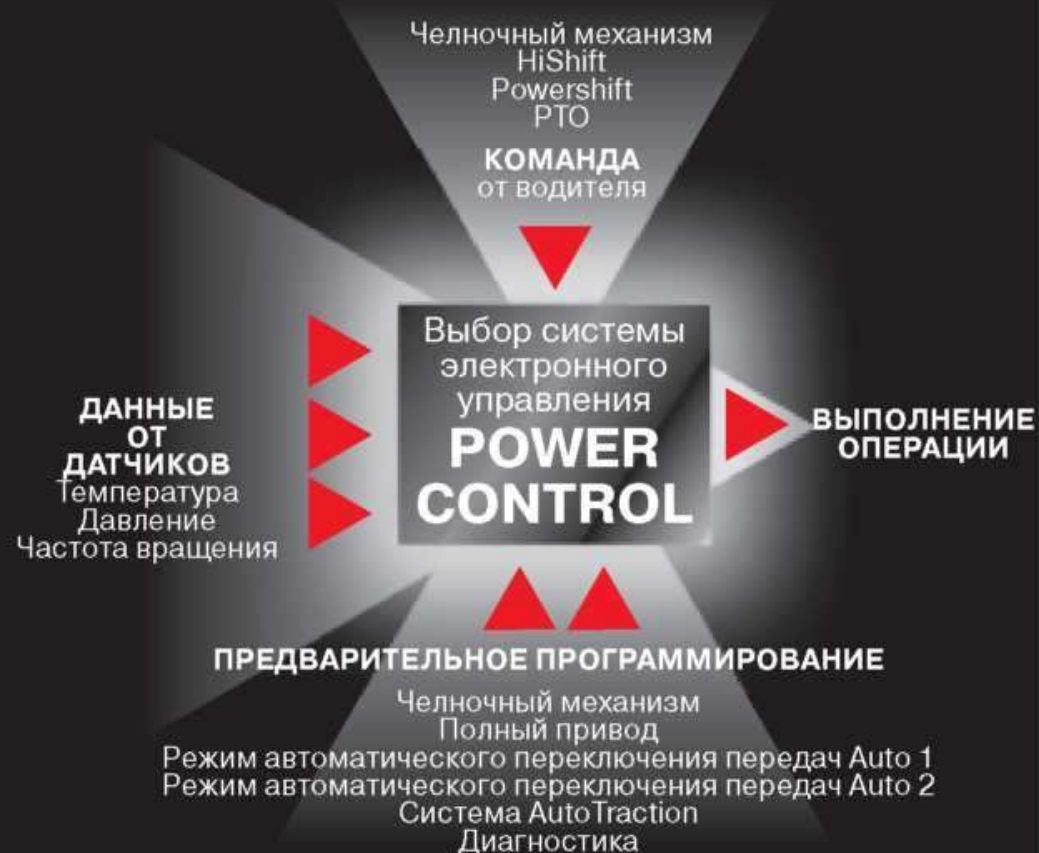 Челночный механизм
HiShift
Powershift
PTO
КОМАНДА
от водителя
Выбор системы
электронного
управления
POWER
CONTROL
ДАННЫЕ
ОТ
ДАТЧИКОВ
Температура
Давление
Частота вращения
ВЫПОЛНЕНИЕ
ОПЕРАЦИИ
ПРЕДВАРИТЕЛЬНОЕ ПРОГРАММИРОВАНИЕ
Челночный механизм
Полный привод
Режим автоматического переключения передач Auto 1
Режим автоматического переключения передач Auto 2
Система AutoTraction
Диагностика